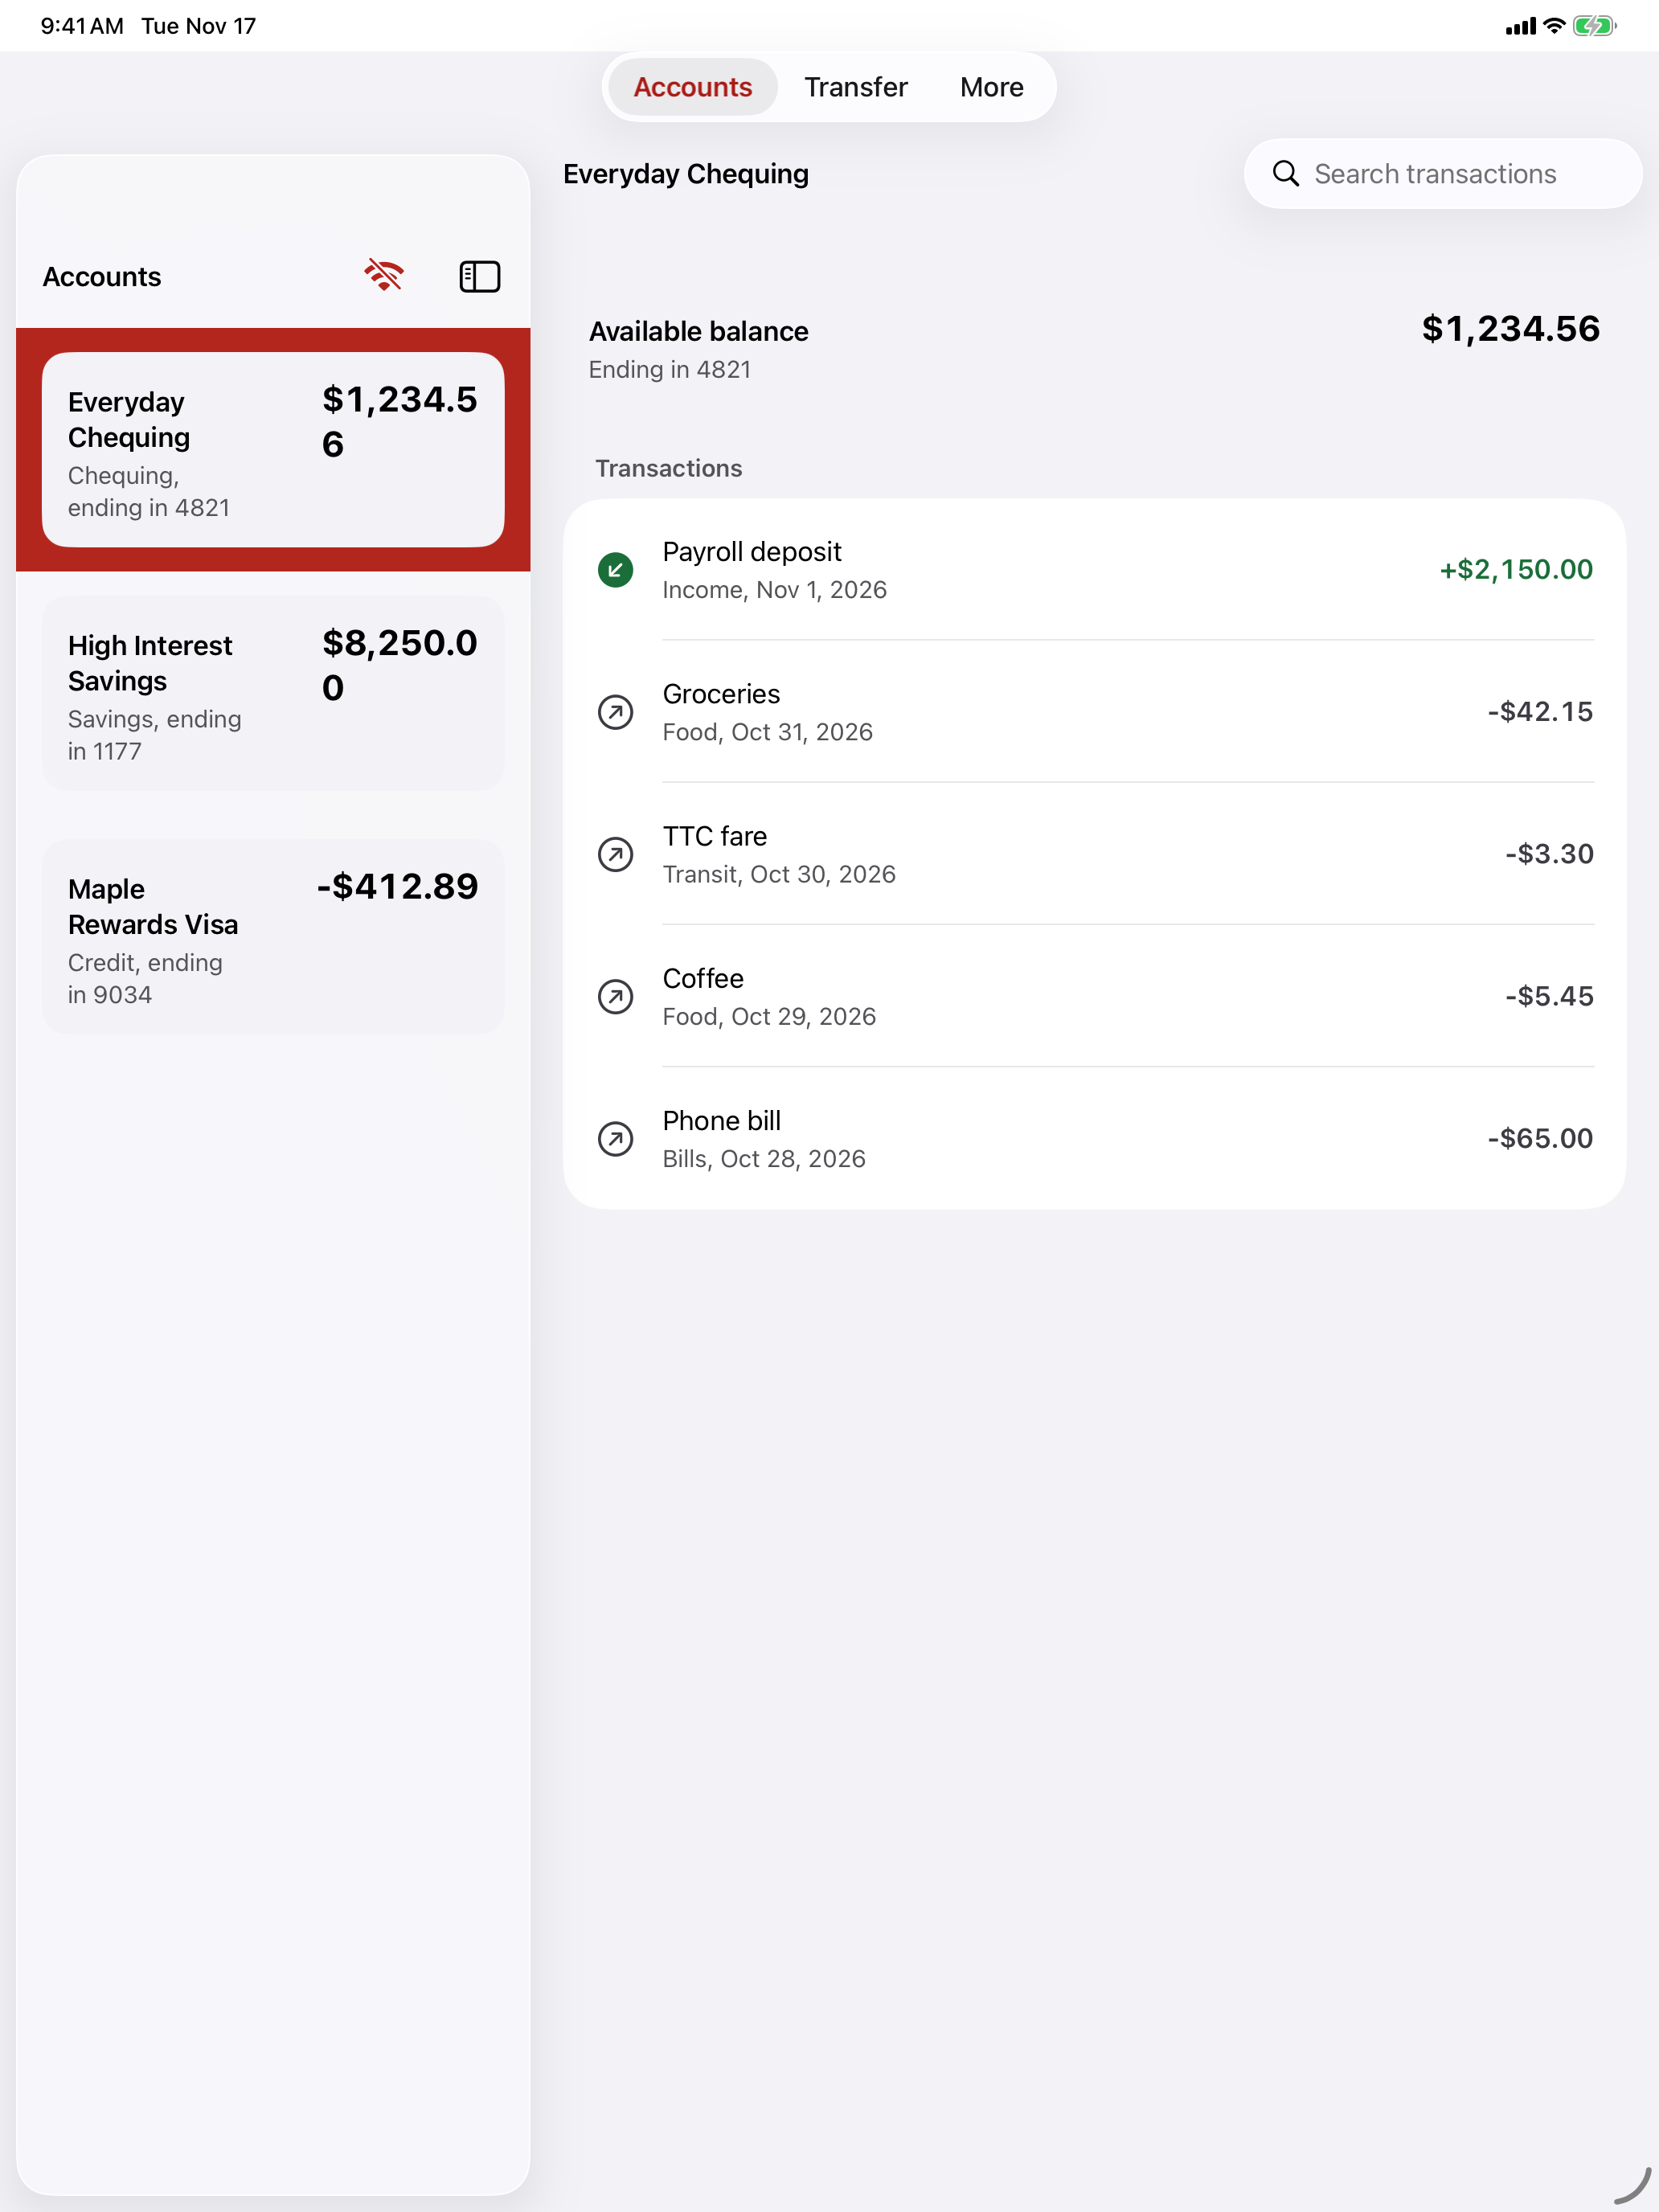 9:41 AM Tue Nov 17
Accounts Transfer More
Accounts
Everyday
Chequing
$1,234.5
6
Chequing,
ending in 4821
High Interest
Savings
$8,250.0
0
Savings, ending
in 1177
Maple
Rewards Visa
-$412.89
Credit, ending
in 9034
Everyday Chequing
Search transactions
Available balance
$1,234.56
Ending in 4821
Transactions
Payroll deposit
Income, Nov 1, 2026
+$2,150.00
Groceries
Food, Oct 31, 2026
-$42.15
TTC fare
Transit, Oct 30, 2026
-$3.30
Coffee
Food, Oct 29, 2026
-$5.45
Phone bill
Bills, Oct 28, 2026
-$65.00